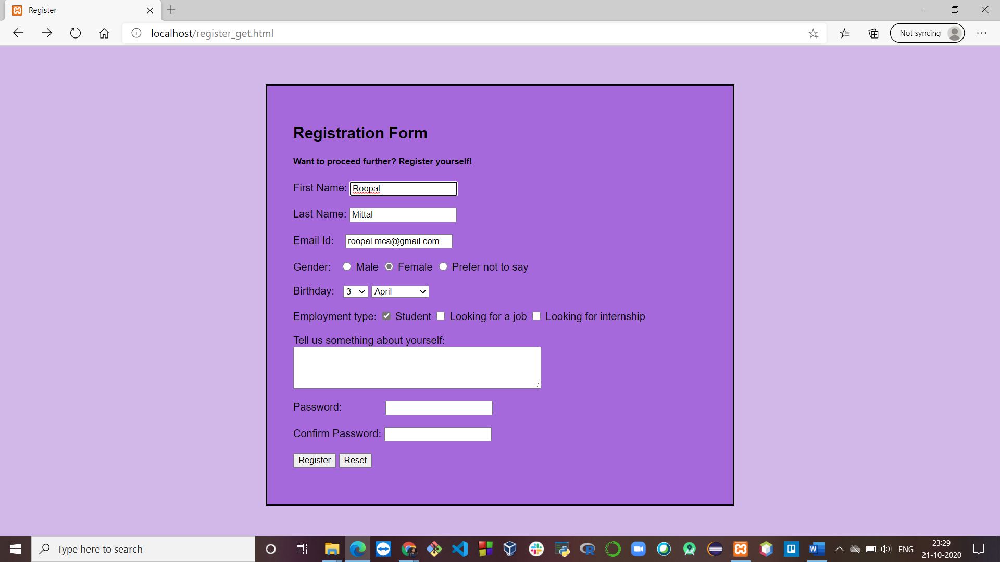 Register
localhost/register_get.html
Not syncing
Registration Form
Want to proceed further? Register yourself!
First Name: Roopal
Last Name: Mittal
Email Id: roopal.mca@gmail.com
Gender: Male Female Prefer not to say
Birthday: 3 April
Employment type: Student Looking for a job Looking for internship
Tell us something about yourself:
Password:
Confirm Password:
Register Reset
Type here to search
ENG
23:29
21-10-2020